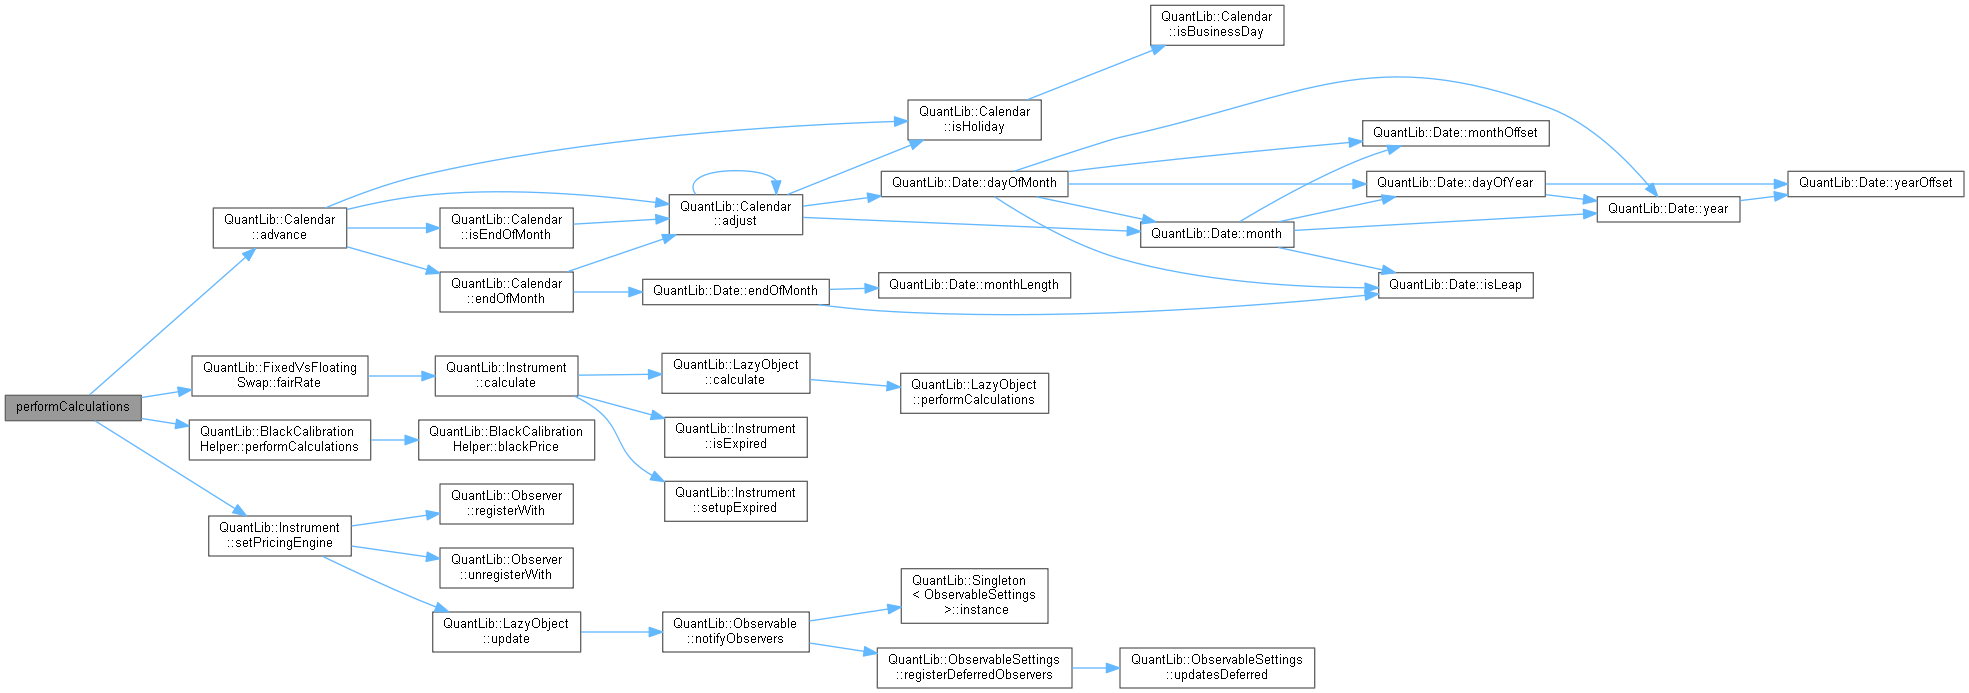 QuantLib::Calendar
::isBusinessDay
QuantLib::Calendar
::isHoliday
QuantLib::Date::monthOffset
QuantLib::Date::dayOfMonth
QuantLib::Date::dayOfYear
QuantLib::Date::yearOffset
QuantLib::Calendar
::advance
QuantLib::Calendar
::isEndOfMonth
QuantLib::Calendar
::adjust
QuantLib::Date::year
QuantLib::Date::month
QuantLib::Calendar
::endOfMonth
QuantLib::Date::endOfMonth
QuantLib::Date::monthLength
QuantLib::Date::isLeap
QuantLib::FixedVsFloating
Swap::fairRate
QuantLib::Instrument
::calculate
QuantLib::LazyObject
::calculate
QuantLib::LazyObject
::performCalculations
performCalculations
QuantLib::BlackCalibration
Helper::performCalculations
QuantLib::BlackCalibration
Helper::blackPrice
QuantLib::Instrument
::isExpired
QuantLib::Instrument
::setupExpired
QuantLib::Instrument
::setPricingEngine
QuantLib::Observer
::registerWith
QuantLib::Observer
::unregisterWith
QuantLib::LazyObject
::update
QuantLib::Observable
::notifyObservers
QuantLib::Singleton
< ObservableSettings
>::instance
QuantLib::ObservableSettings
::registerDeferredObservers
QuantLib::ObservableSettings
::updatesDeferred